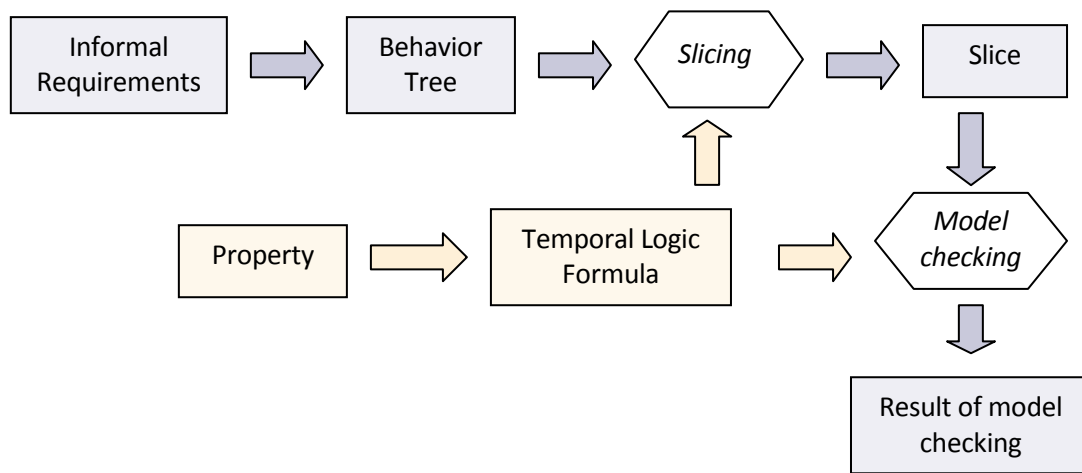 Informal
Requirements
Behavior
Tree
Slicing
Slice
Property
Temporal Logic
Formula
Model
checking
Result of model
checking